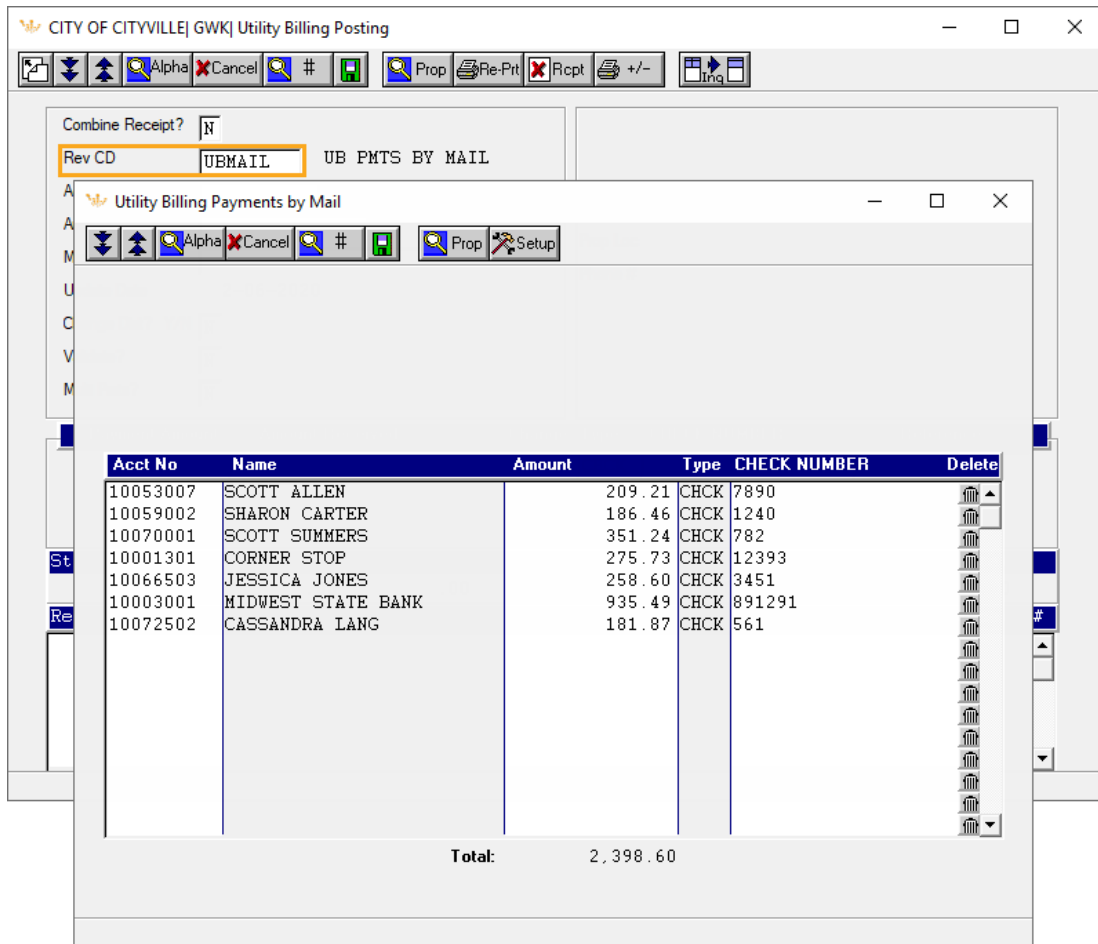 CITY OF CITYVILLE| GWK| Utility Billing Posting
Alpha Cancel # Prop Re-Prt Rcpt +/- Inq
Combine Receipt? N
Rev CD UBMAIL UB PMTS BY MAIL
A
Utility Billing Payments by Mail
A
Alpha Cancel # Prop Setup
M
U
C
V
M
Acct No Name Amount Type CHECK NUMBER Delete
10053007 SCOTT ALLEN 209.21 CHCK 7890
10059002 SHARON CARTER 186.46 CHCK 1240
10070001 SCOTT SUMMERS 351.24 CHCK 782
10001301 CORNER STOP 275.73 CHCK 12393
St
10066503 JESSICA JONES 258.60 CHCK 3451
10003001 MIDWEST STATE BANK 935.49 CHCK 891291
Re #
10072502 CASSANDRA LANG 181.87 CHCK 561
Total: 2,398.60